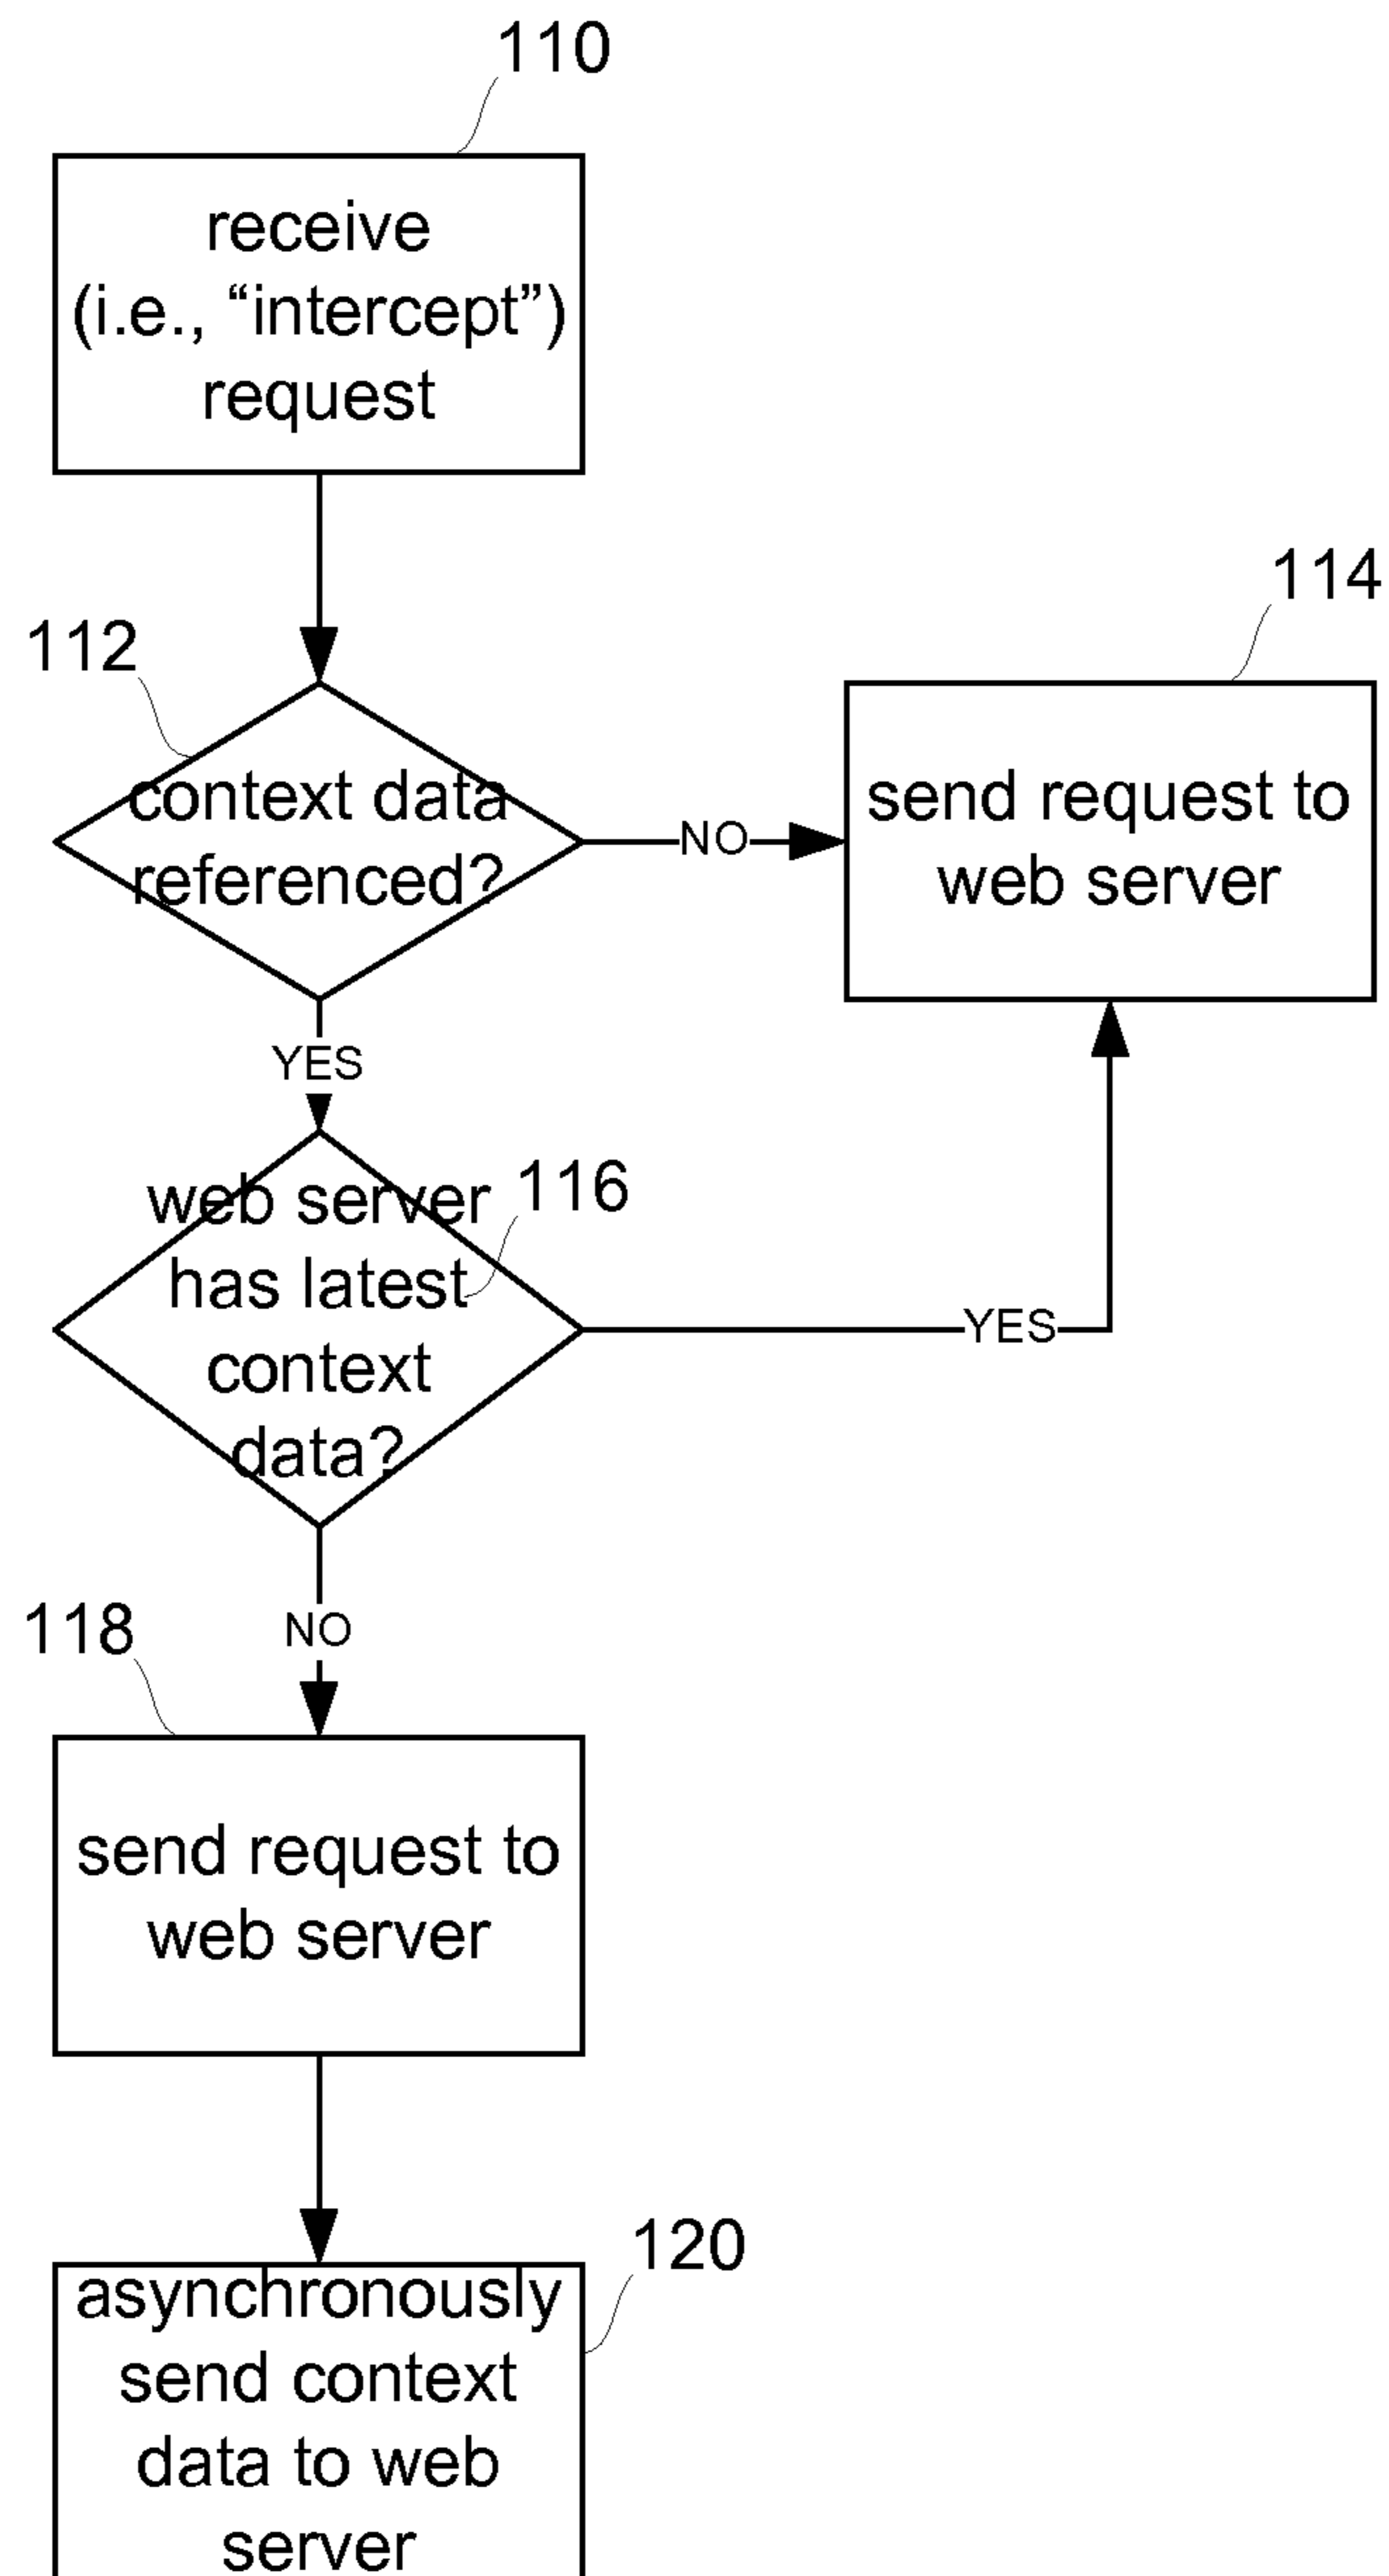 110
receive
(i.e., “intercept”)
request
112
context data
referenced?
NO
114
send request to
web server
YES
116
web server
has latest
context
data?
YES
NO
118
send request to
web server
120
asynchronously
send context
data to web
server